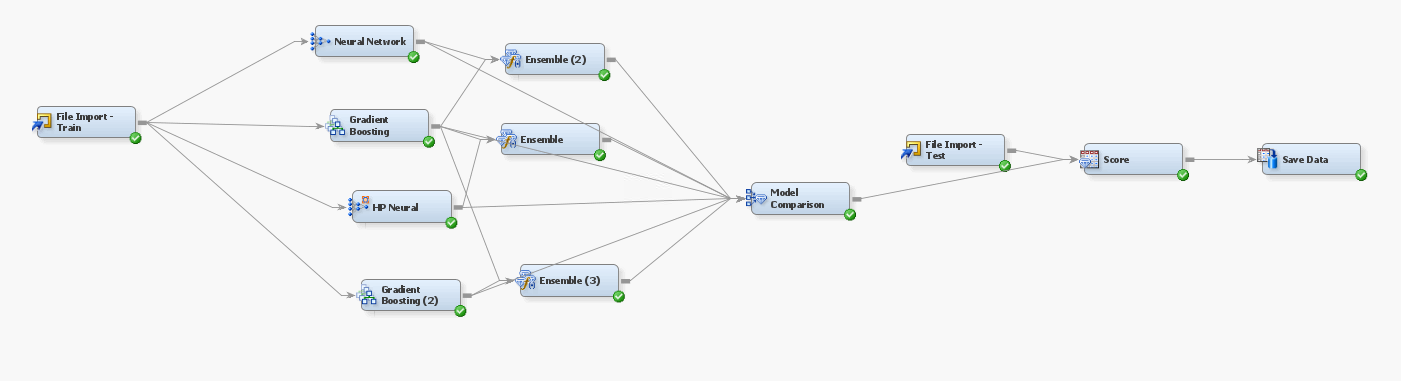 Neural Network
Ensemble (2)
File Import -
Train
Gradient
Boosting
Ensemble
File Import -
Test
Score
Save Data
HP Neural
Model
Comparison
Gradient
Boosting (2)
Ensemble (3)